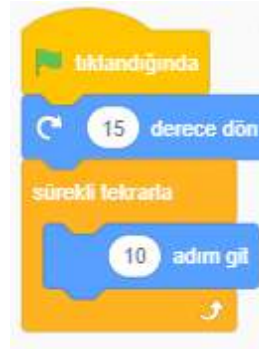 tıklandığında
15 derece dön
sürekli tekrarla
10 adım git